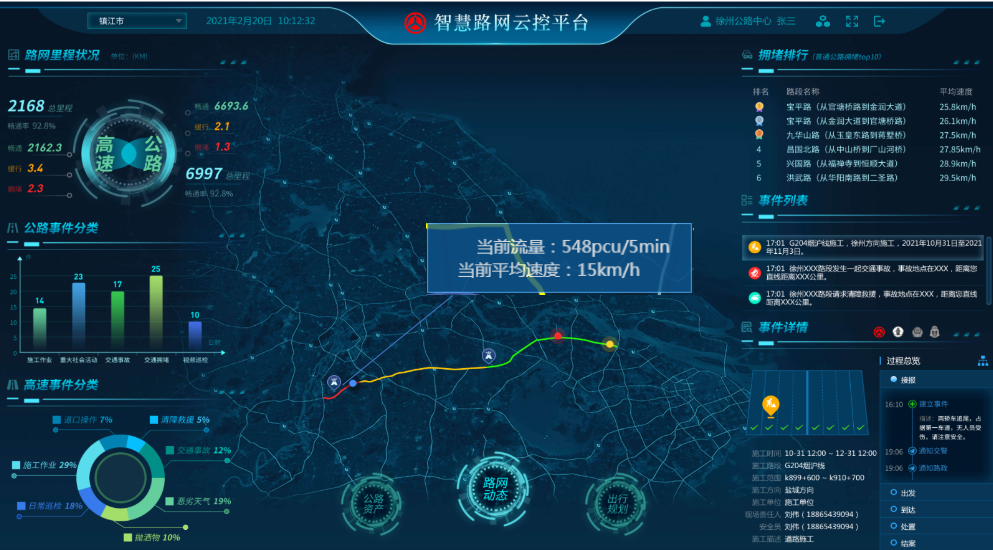 镇江市
2021年2月20日 10:12:32
智慧路网云控平台
徐州公路中心 张三
路网里程状况 单位:(KM)
2168 总里程
畅通率 92.8%
畅通 2162.3
缓行 3.4
拥堵 2.3
高速
公路
畅通 6693.6
缓行 2.1
拥堵 1.3
6997 总里程
畅通率 92.8%
公路事件分类
件
25
20
15
10
5
0
14
23
17
25
10
施工作业
重大社会活动
交通事故
交通拥堵
视频巡检
高速事件分类
道口操作 7%
清障救援 5%
施工作业 29%
交通事故 12%
日常巡检 18%
恶劣天气 19%
抛洒物 10%
当前流量:548pcu/5min
当前平均速度:15km/h
公路资产
路网动态
出行规划
拥堵排行 (普通公路拥堵top10)
排名 路段名称 平均速度
宝平路(从官塘桥路到金润大道) 25.8km/h
宝平路(从金润大道到官塘桥路) 26.1km/h
九华山路(从玉皇东路到蒋墅桥) 27.5km/h
4 昌国北路(从中山桥到厂山河桥) 27.85km/h
5 兴国路(从福禅寺到恒顺大道) 28.9km/h
6 洪武路(从华阳南路到二圣路) 29.5km/h
事件列表
17:01 G204烟沪线施工,徐州方向施工,2021年10月31日至2021
年11月3日。
17:01 徐州XXX路段发生一起交通事故,事故地点在XXX,距离您
直线距离XXX公里。
17:01 徐州XXX路段请求清障救援,事故地点在XXX,距离您直线
距离XXX公里。
事件详情
施工时间 10-31 12:00 ~ 12-31 12:00
施工路段 G204烟沪线
施工范围 k899+600 ~ k910+700
施工方向 盐城方向
施工单位 施工单位
现场责任人 刘伟(18865439094)
安全员 刘伟(18865439094)
施工描述 道路施工
过程总览
接报
16:10 建立事件
描述:两轿车追尾,占
据第一车道,无人员受
伤,请注意安全。
19:06 通知交警
19:06 通知路政
出发
到达
处置
结案